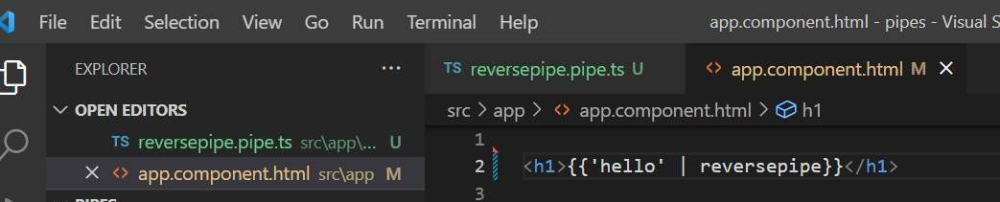 File Edit Selection View Go Run Terminal Help app.component.html - pipes - Visual S
EXPLORER ···
TS reversepipe.pipe.ts U <> app.component.html M ×
OPEN EDITORS
src > app > <> app.component.html > h1
TS reversepipe.pipe.ts src\app\... U
1
× <> app.component.html src\app M
2 <h1>{{'hello' | reversepipe}}</h1>
PIPES
3